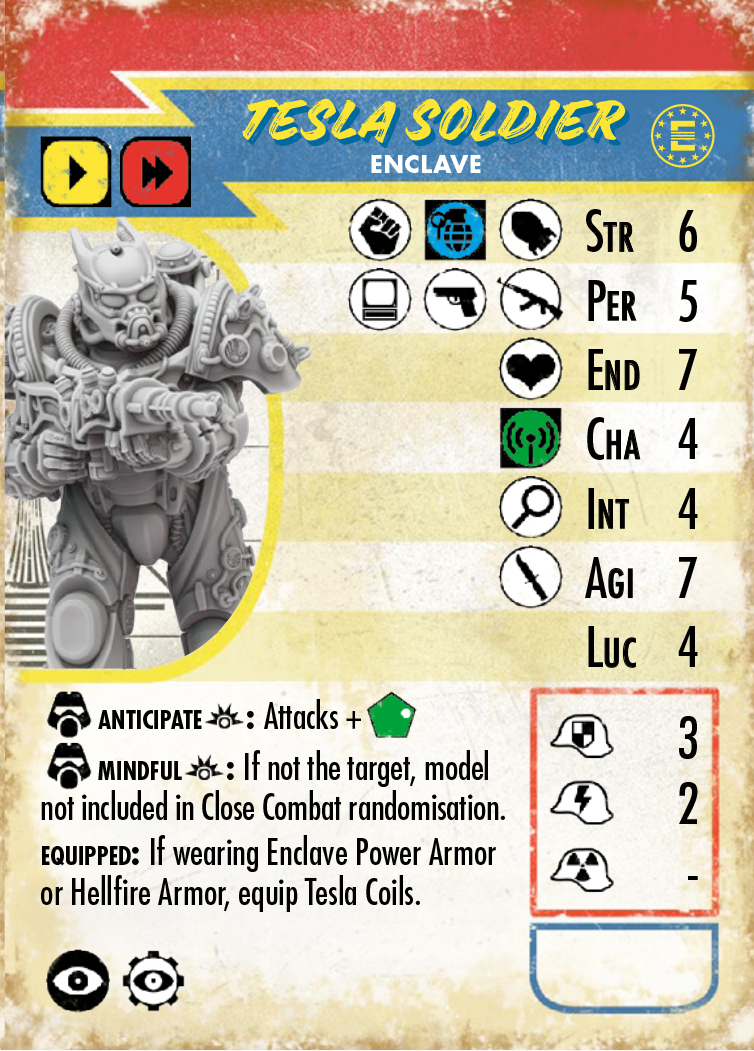 TESLA SOLDIER
ENCLAVE
E
STR 6
PER 5
END 7
CHA 4
INT 4
AGI 7
LUC 4
ANTICIPATE : Attacks +
MINDFUL : If not the target, model
not included in Close Combat randomisation.
EQUIPPED: If wearing Enclave Power Armor
or Hellfire Armor, equip Tesla Coils.
3
2
-